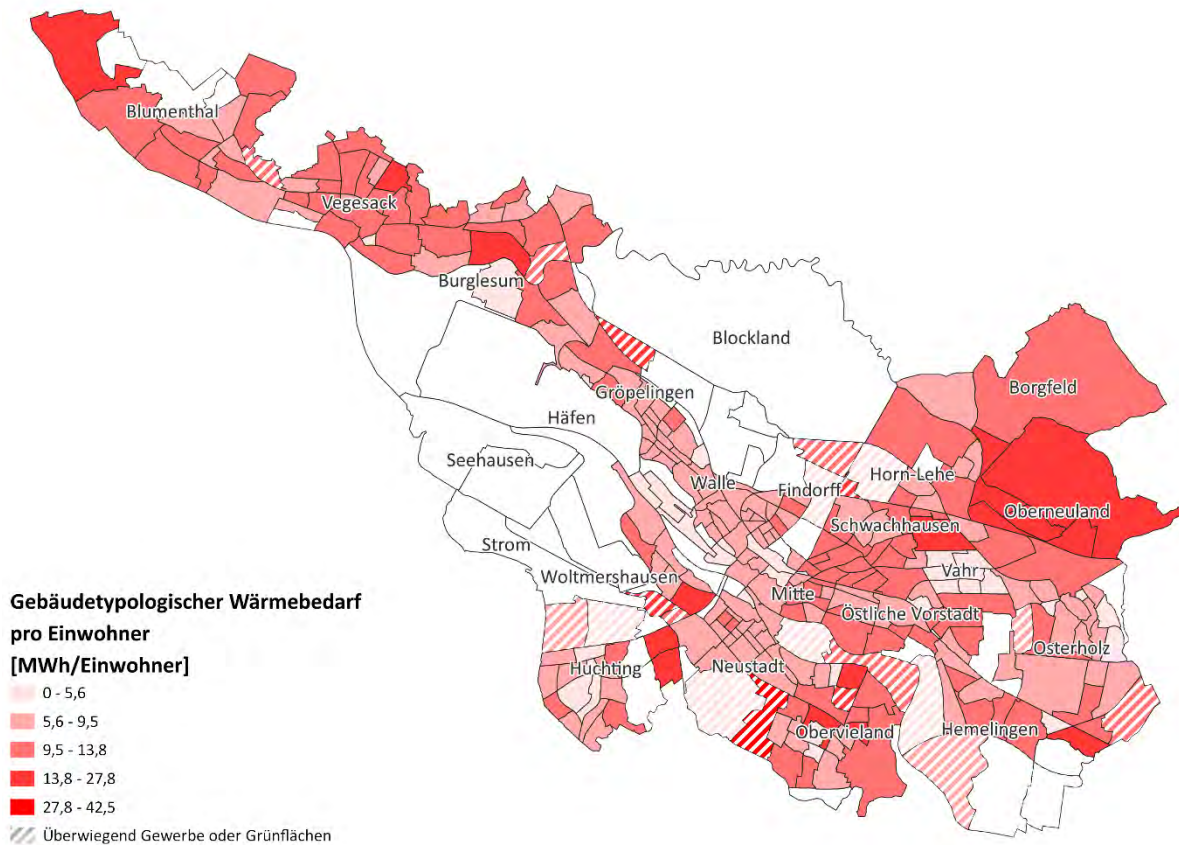 Blumenthal
Vegesack
Burglesum
Blockland
Borgfeld
Gröpelingen
Häfen
Seehausen
Walle
Findorff
Horn-Lehe
Oberneuland
Schwachhausen
Strom
Woltmershausen
Vahr
Mitte
Östliche Vorstadt
Osterholz
Huchting
Neustadt
Obervieland
Hemelingen
Gebäudetypologischer Wärmebedarf
pro Einwohner
[MWh/Einwohner]
0 - 5,6
5,6 - 9,5
9,5 - 13,8
13,8 - 27,8
27,8 - 42,5
Überwiegend Gewerbe oder Grünflächen